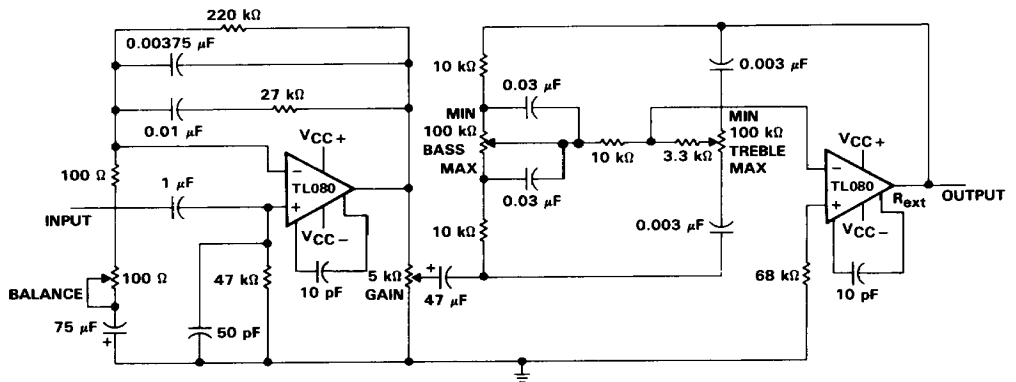 220 kΩ
0.00375 μF
27 kΩ
0.01 μF
100 Ω
1 μF
INPUT
VCC+
−
TL080
+
VCC−
10 pF
100 Ω
BALANCE
75 μF
+
50 pF
47 kΩ
5 kΩ
GAIN
+
47 μF
10 kΩ
0.03 μF
MIN
100 kΩ
BASS
MAX
0.03 μF
10 kΩ
10 kΩ
3.3 kΩ
0.003 μF
MIN
100 kΩ
TREBLE
MAX
0.003 μF
VCC+
−
TL080
+
VCC−
Rext
OUTPUT
68 kΩ
10 pF